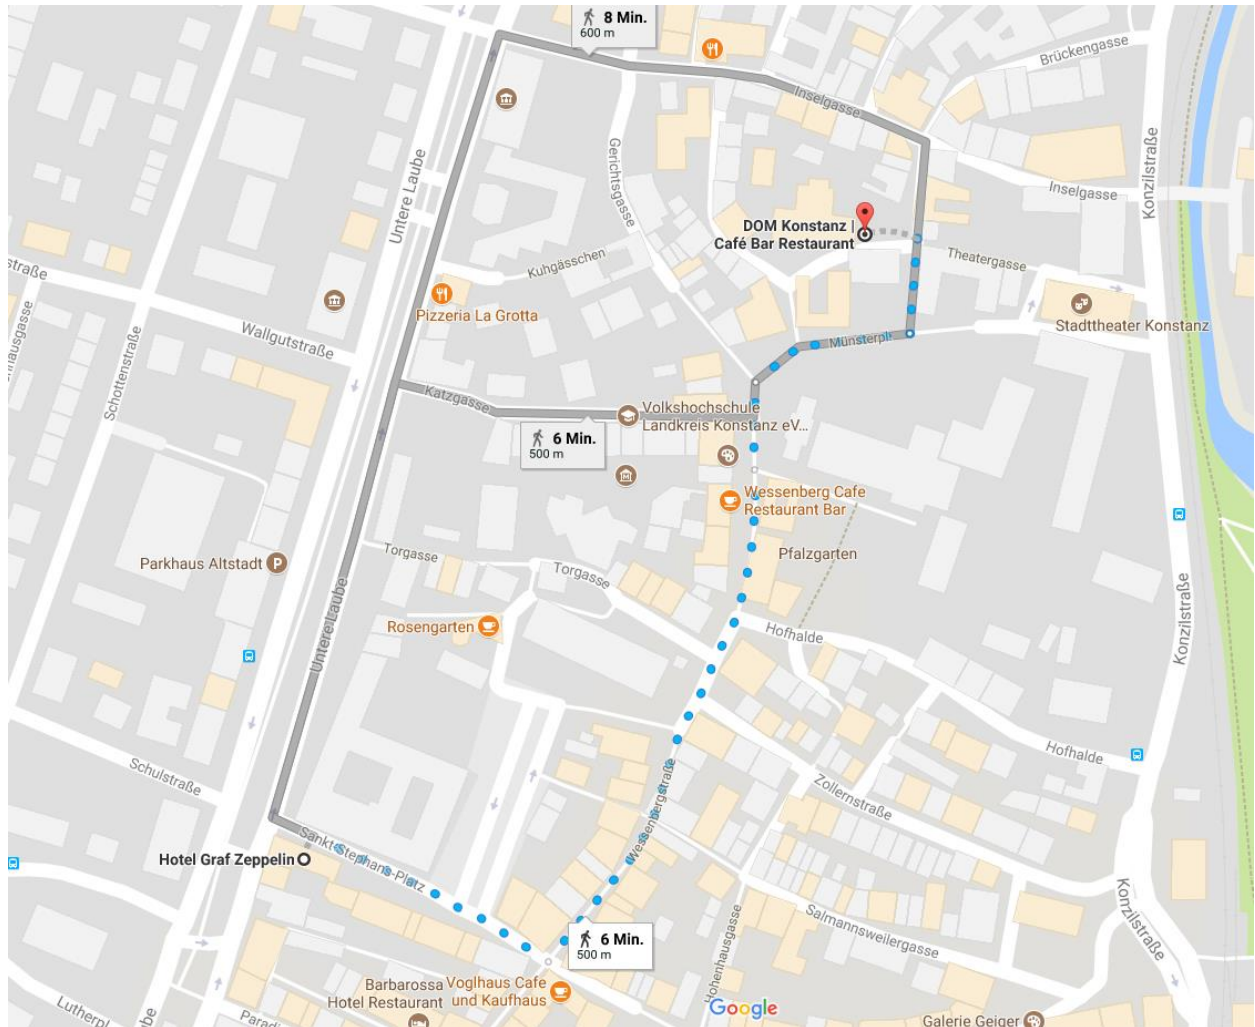 8 Min.
600 m
Brückengasse
Inselgasse
Konzilstraße
Gerichtsgasse
Untere Laube
Inselgasse
DOM Konstanz |
Café Bar Restaurant
Theatergasse
Kuhgässchen
Stadttheater Konstanz
Pizzeria La Grotta
Wallgutstraße
Schottenstraße
Münsterpl
Katzgasse
Volkshochschule
Landkreis Konstanz eV...
6 Min.
500 m
Wessenberg Cafe
Restaurant Bar
Pfalzgarten
Parkhaus Altstadt
P
Torgasse
Torgasse
Rosengarten
Hofhalde
Konzilstraße
Untere Laube
Hofhalde
Schulstraße
Zollernstraße
Wessenbergstraße
Sankt-Stephans-Platz
Hotel Graf Zeppelin
Salmannsweilergasse
Konzilstraße
6 Min.
500 m
Hohenhausgasse
Barbarossa
Hotel Restaurant
Voglhaus Cafe
und Kaufhaus
Google
Galerie Geiger